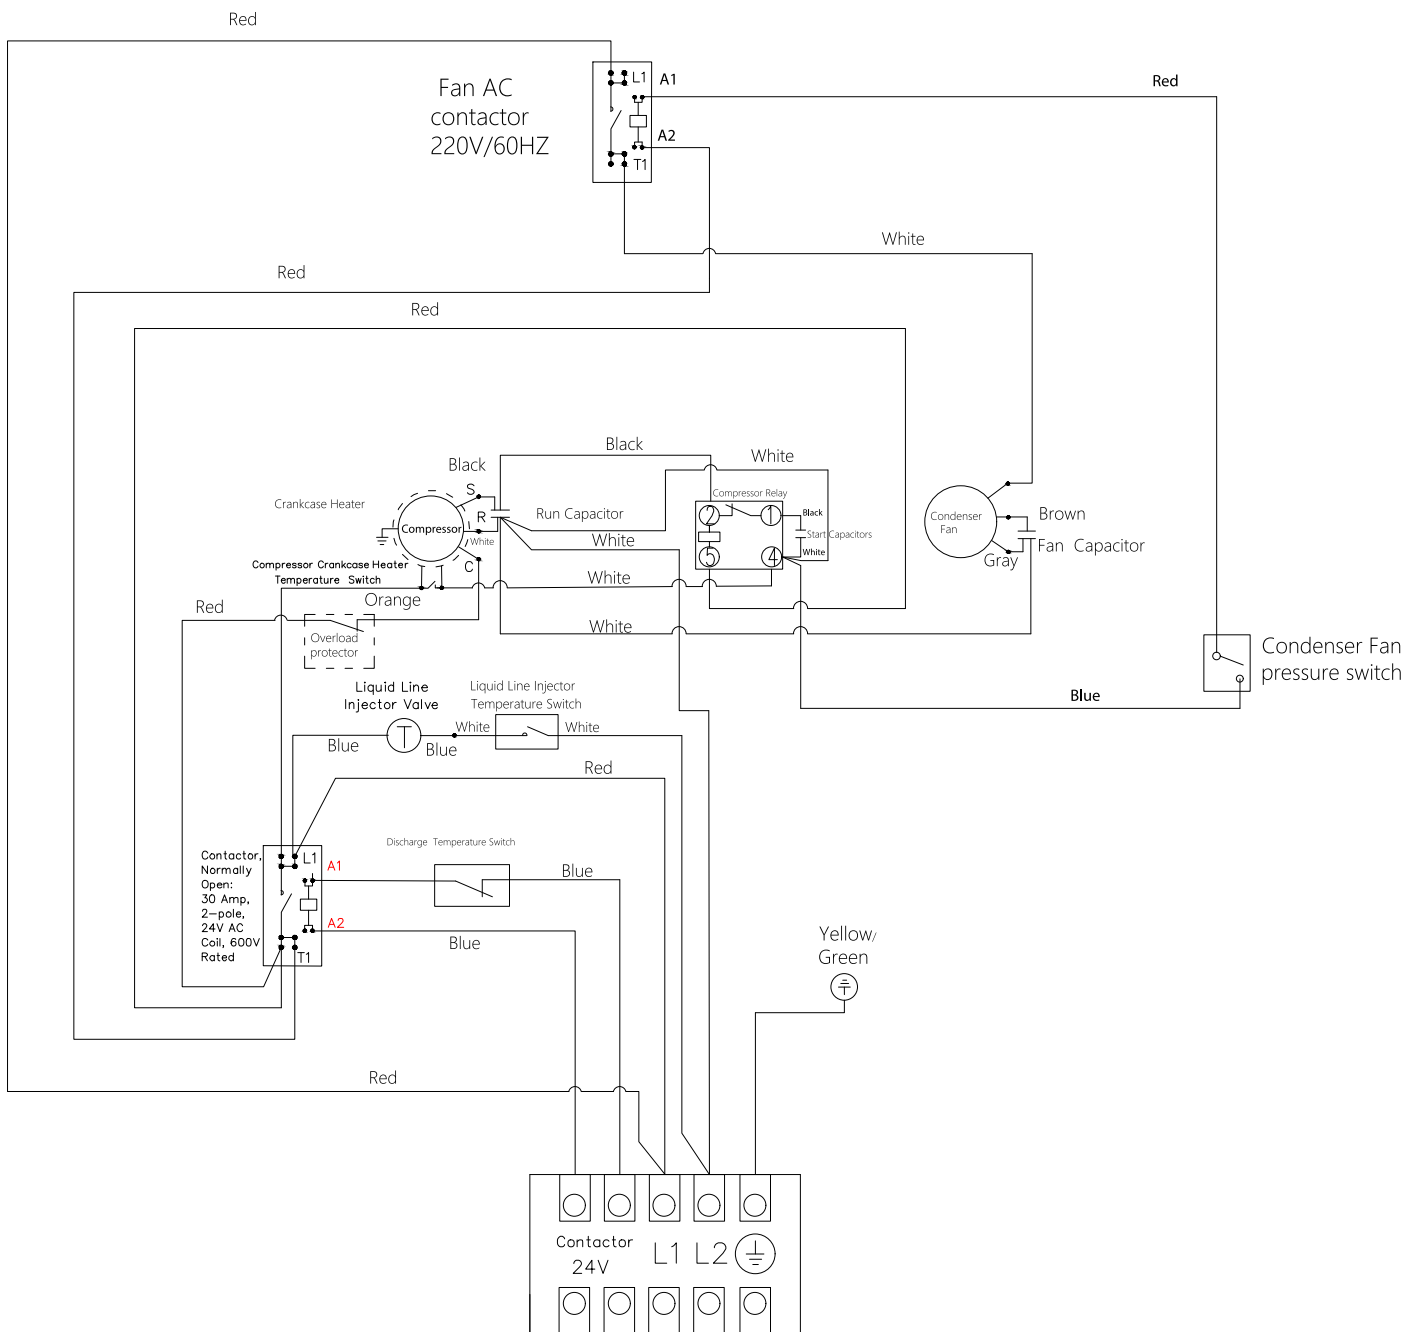 Red
Fan AC
contactor
220V/60HZ
L1
A1
A2
T1
Red
White
Red
Red
Black
White
Black
S
Crankcase Heater
R
Run Capacitor
Compressor
White
White
Compressor Relay
2
1
Black
Start Capacitors
White
5
4
Condenser
Fan
Brown
Fan Capacitor
Gray
Compressor Crankcase Heater
Temperature Switch
C
White
Orange
Red
Overload
protector
White
Condenser Fan
pressure switch
Blue
Liquid Line
Injector Valve
Liquid Line Injector
Temperature Switch
Blue
T
Blue
White
White
Red
Contactor,
Normally
Open:
30 Amp,
2-pole,
24V AC
Coil, 600V
Rated
L1
A1
A2
T1
Discharge Temperature Switch
Blue
Blue
Yellow/
Green
Red
Contactor
24V
L1 L2